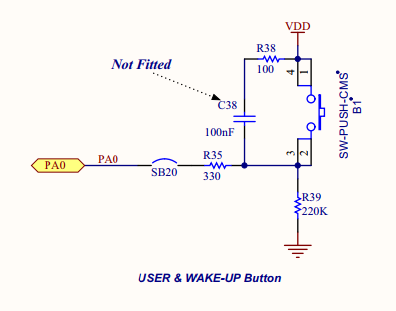 VDD
R38
100
Not Fitted
4
1
C38
100nF
SW-PUSH-CMS
B1
3
2
PA0
PA0
SB20
R35
330
R39
220K
USER & WAKE-UP Button